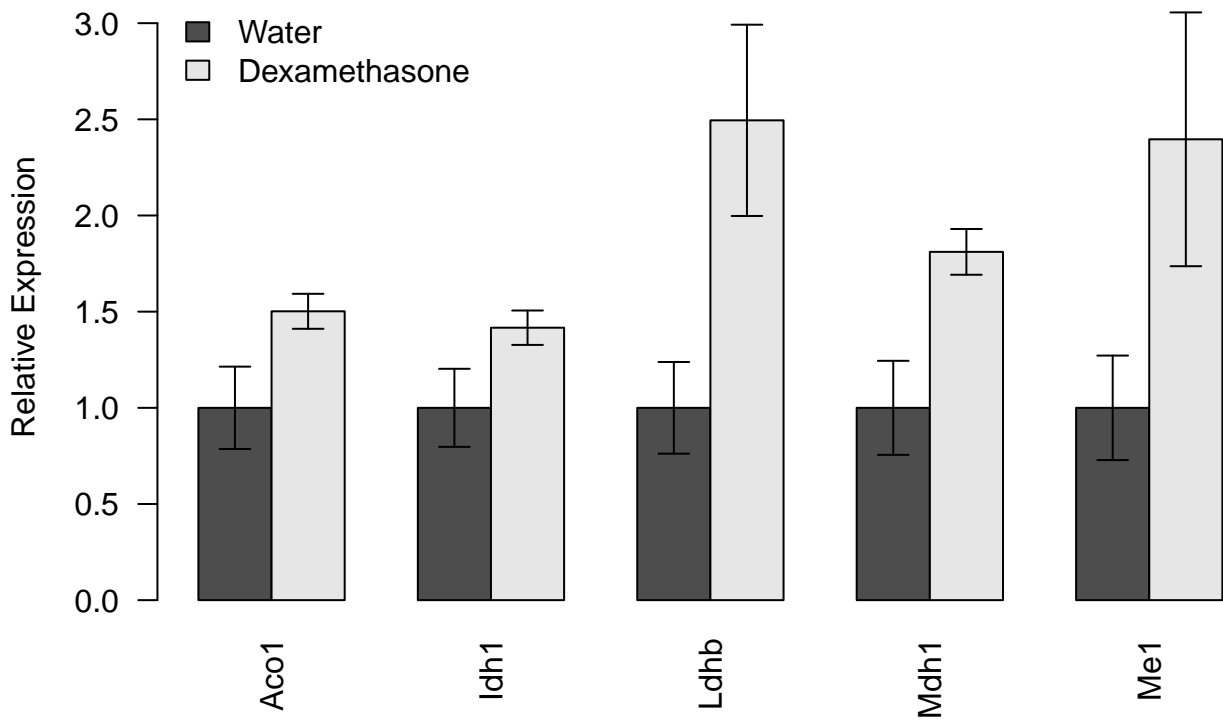 Relative Expression
3.0
2.5
2.0
1.5
1.0
0.5
0.0
Water
Dexamethasone
Aco1
Idh1
Ldhb
Mdh1
Me1